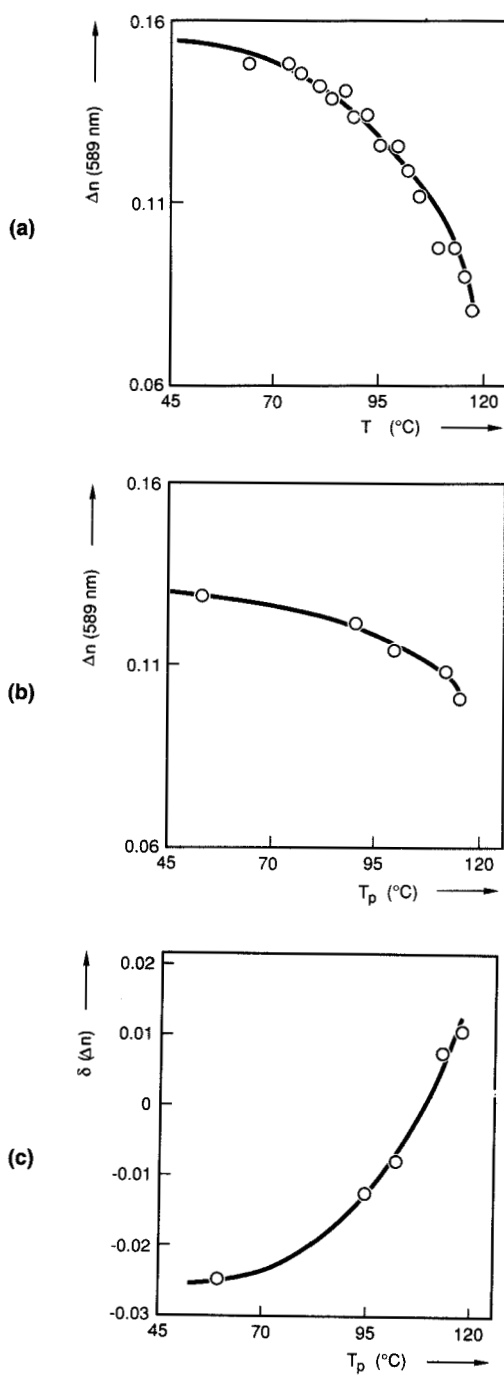 (a)
Δn (589 nm)
0.16
0.11
0.06
45 70 95 120
T (°C)
(b)
Δn (589 nm)
0.16
0.11
0.06
45 70 95 120
Tp (°C)
(c)
δ (Δn)
0.02
0.01
0
-0.01
-0.02
-0.03
45 70 95 120
Tp (°C)